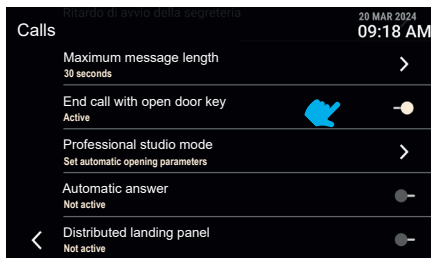 Ritardo di avvio della segreteria
20 MAR 2024
Calls
09:18 AM
Maximum message length
30 seconds
End call with open door key
Active
Professional studio mode
Set automatic opening parameters
Automatic answer
Not active
Distributed landing panel
Not active